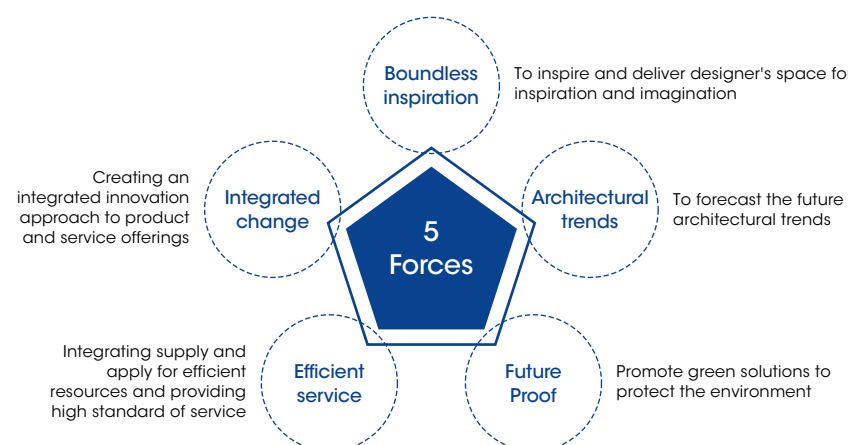 Boundless
inspiration
To inspire and deliver designer's space for
inspiration and imagination
Architectural
trends
To forecast the future
architectural trends
Future
Proof
Promote green solutions to
protect the environment
Efficient
service
Integrating supply and
apply for efficient
resources and providing
high standard of service
Integrated
change
Creating an
integrated innovation
approach to product
and service offerings
5
Forces